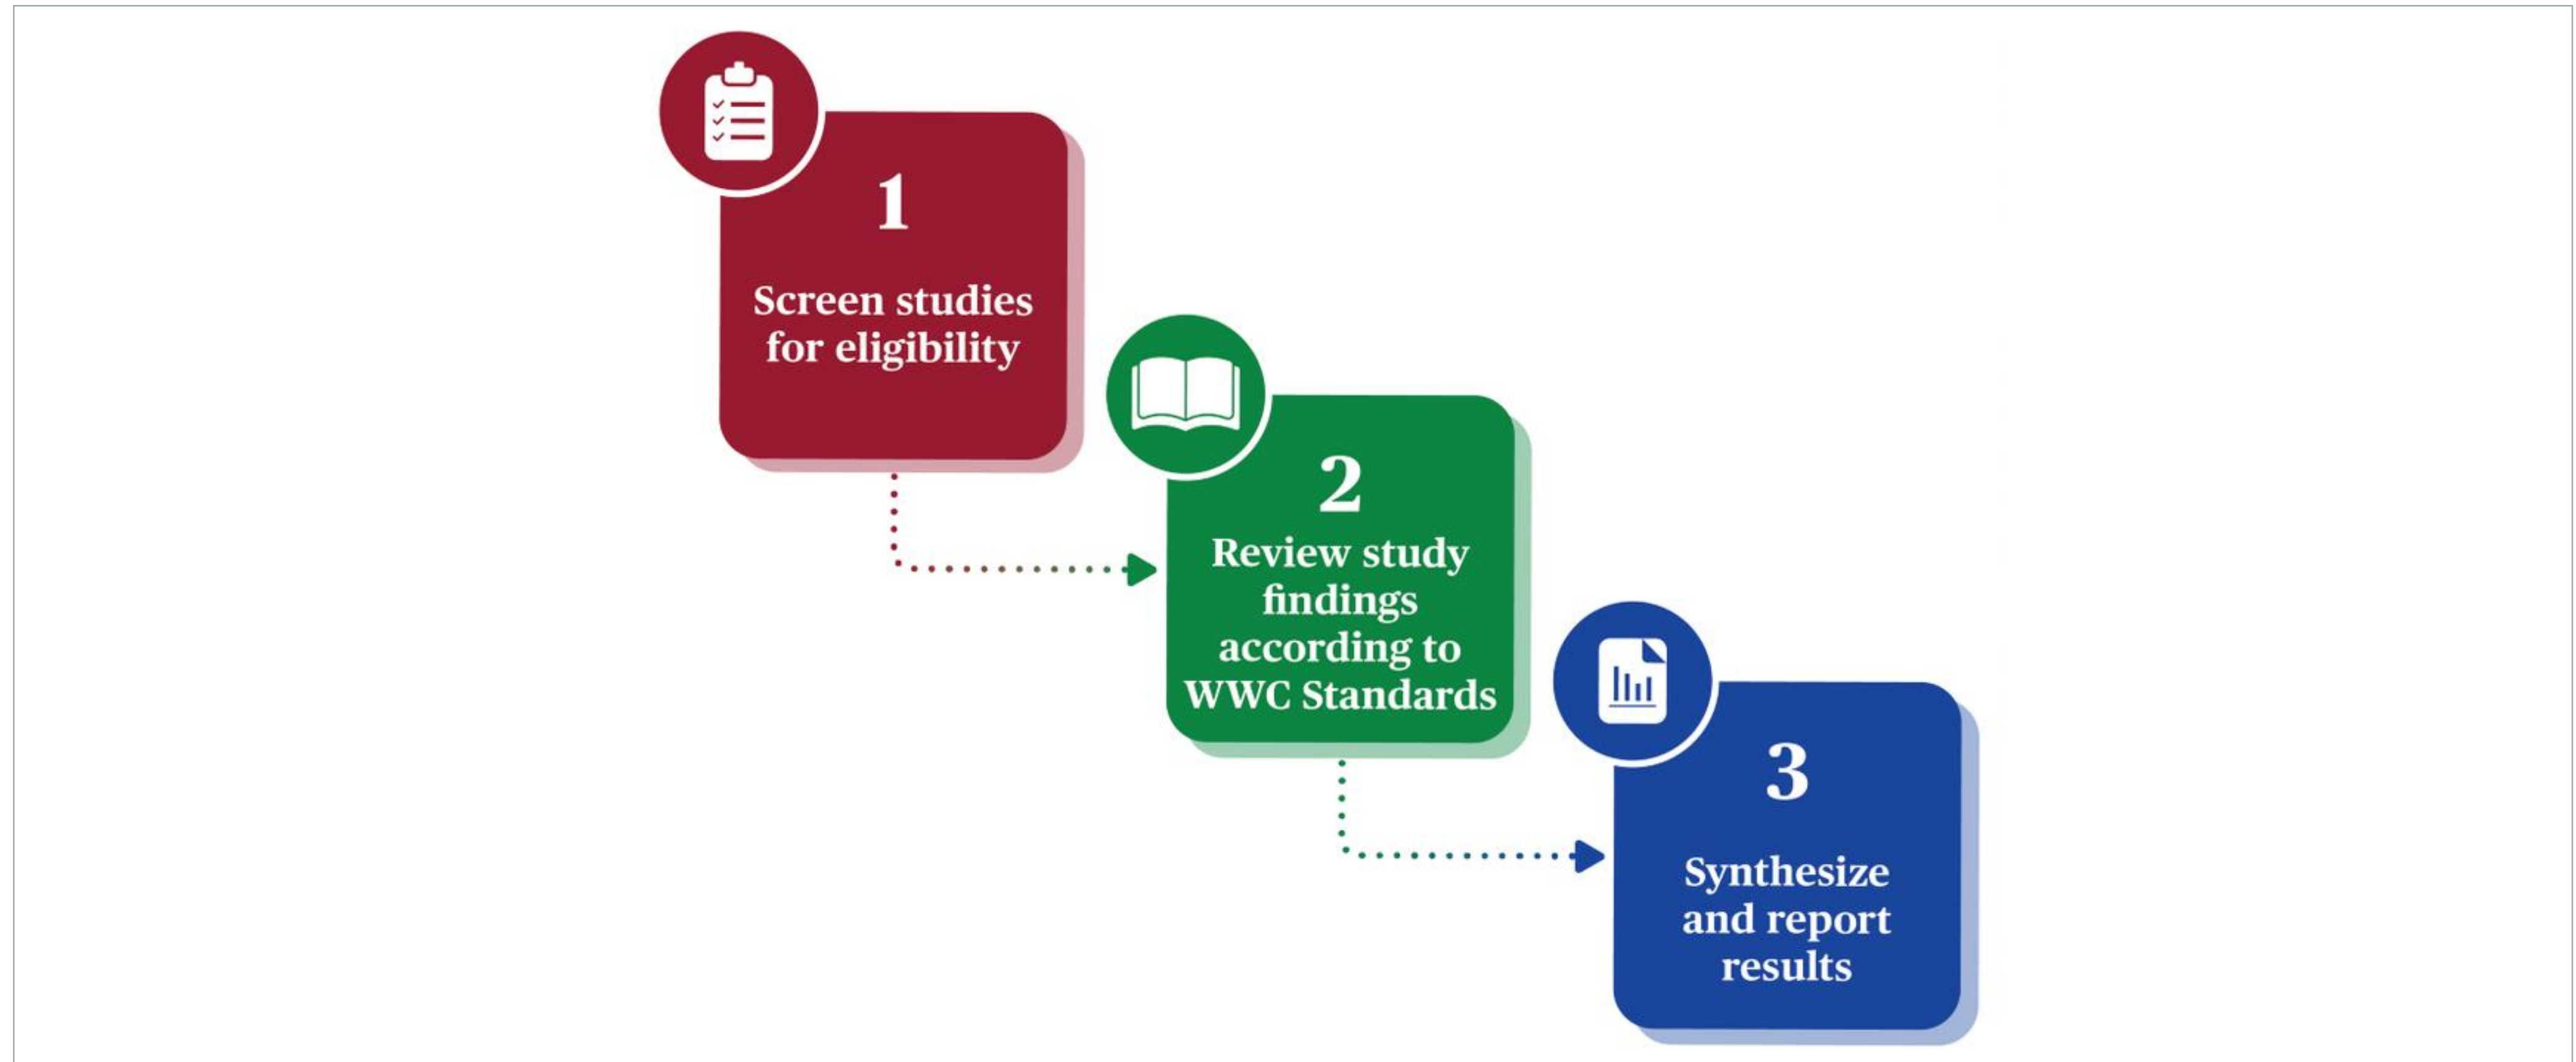 1
Screen studies
for eligibility
2
Review study
findings
according to
WWC Standards
3
Synthesize
and report
results